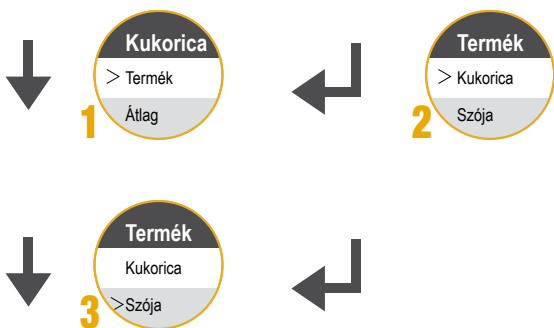 Kukorica
> Termék
Átlag
1
Termék
> Kukorica
Szója
2
Termék
Kukorica
>Szója
3